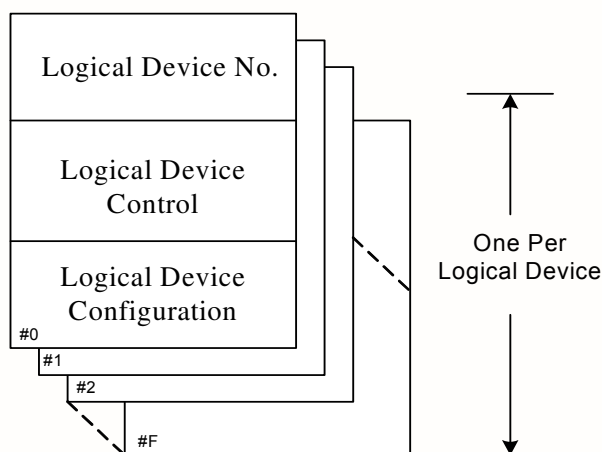 Logical Device No.
Logical Device
Control
Logical Device
Configuration
#0
#1
#2
#F
One Per
Logical Device